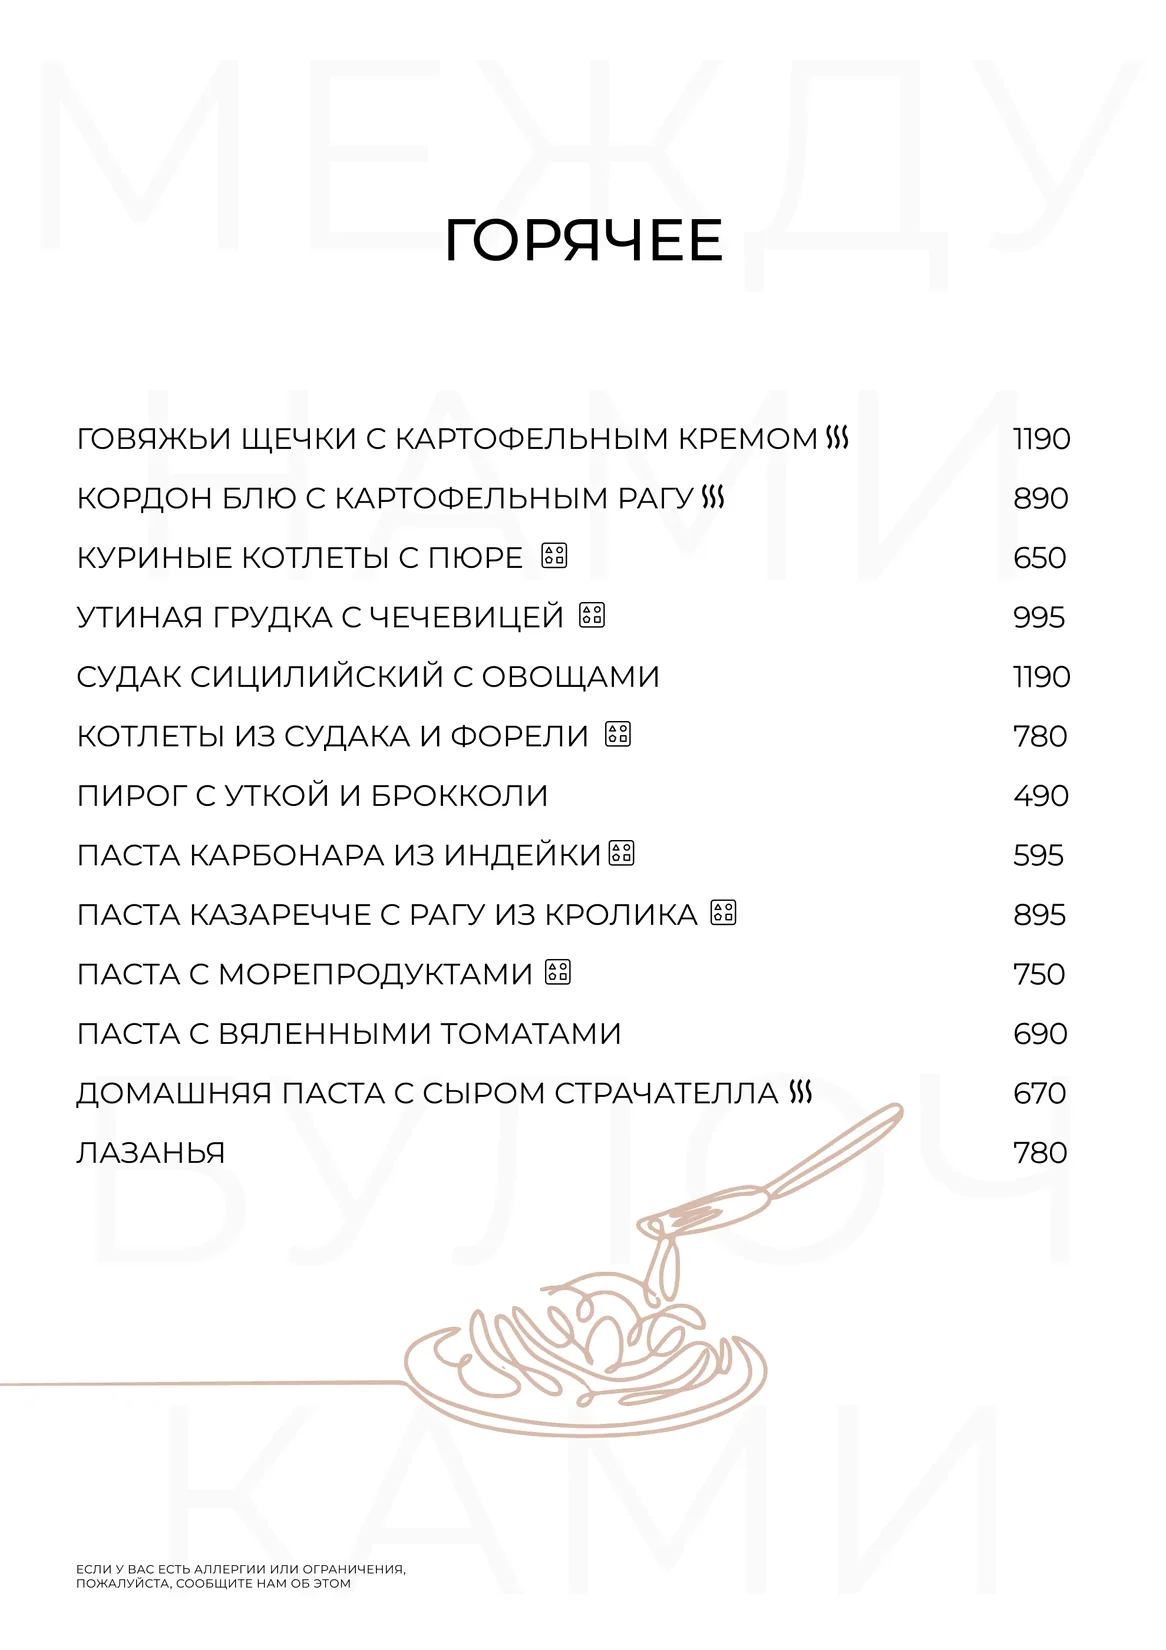 МЕЖДУ
ГОРЯЧЕЕ
НАМИ
ГОВЯЖЬИ ЩЕЧКИ С КАРТОФЕЛЬНЫМ КРЕМОМ 1190
КОРДОН БЛЮ С КАРТОФЕЛЬНЫМ РАГУ 890
КУРИНЫЕ КОТЛЕТЫ С ПЮРЕ 650
УТИНАЯ ГРУДКА С ЧЕЧЕВИЦЕЙ 995
СУДАК СИЦИЛИЙСКИЙ С ОВОЩАМИ 1190
КОТЛЕТЫ ИЗ СУДАКА И ФОРЕЛИ 780
ПИРОГ С УТКОЙ И БРОККОЛИ 490
ПАСТА КАРБОНАРА ИЗ ИНДЕЙКИ 595
ПАСТА КАЗАРЕЧЧЕ С РАГУ ИЗ КРОЛИКА 895
ПАСТА С МОРЕПРОДУКТАМИ 750
ПАСТА С ВЯЛЕННЫМИ ТОМАТАМИ 690
ДОМАШНЯЯ ПАСТА С СЫРОМ СТРАЧАТЕЛЛА 670
ЛАЗАНЬЯ 780
БУЛОЧ
КАМИ
ЕСЛИ У ВАС ЕСТЬ АЛЛЕРГИИ ИЛИ ОГРАНИЧЕНИЯ,
ПОЖАЛУЙСТА, СООБЩИТЕ НАМ ОБ ЭТОМ